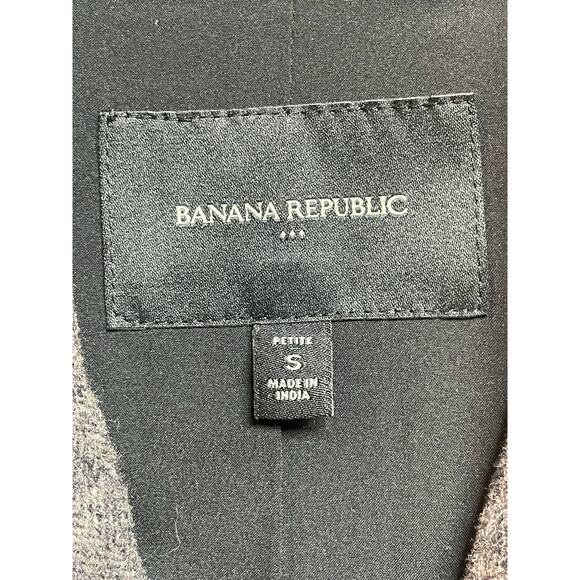 BANANA REPUBLIC
PETITE
S
MADE IN
INDIA